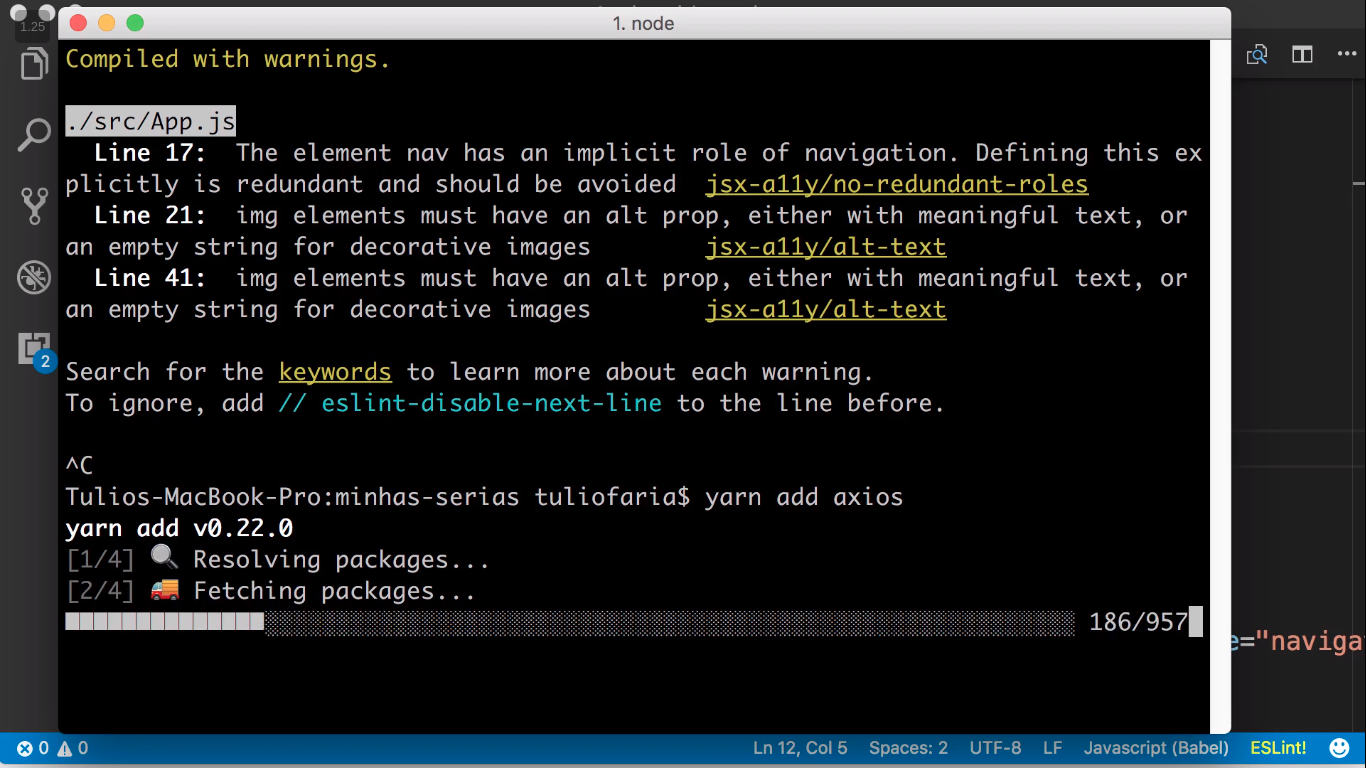 1. node
1.25
Compiled with warnings.
./src/App.js
Line 17:  The element nav has an implicit role of navigation. Defining this ex
plicitly is redundant and should be avoided  jsx-a11y/no-redundant-roles
Line 21:  img elements must have an alt prop, either with meaningful text, or
an empty string for decorative images        jsx-a11y/alt-text
Line 41:  img elements must have an alt prop, either with meaningful text, or
an empty string for decorative images        jsx-a11y/alt-text
Search for the keywords to learn more about each warning.
To ignore, add // eslint-disable-next-line to the line before.
^C
Tulios-MacBook-Pro:minhas-serias tuliofaria$ yarn add axios
yarn add v0.22.0
[1/4] 🔍 Resolving packages...
[2/4] 🚚 Fetching packages...
186/957
e="naviga
2
0 0 Ln 12, Col 5 Spaces: 2 UTF-8 LF Javascript (Babel) ESLint!